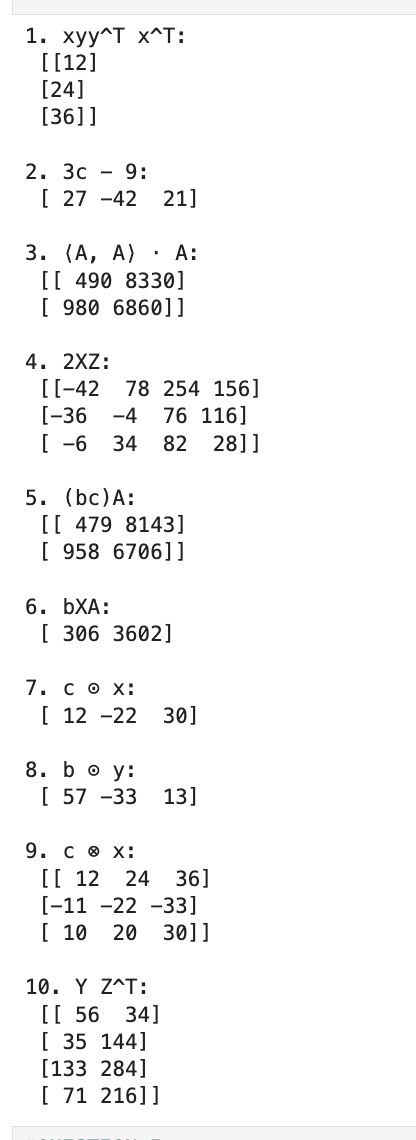 1. xyy^T x^T:
[[12]
[24]
[36]]
2. 3c − 9:
[ 27 −42  21]
3. ⟨A, A⟩ · A:
[[ 490 8330]
[ 980 6860]]
4. 2XZ:
[[−42  78 254 156]
[−36  −4  76 116]
[ −6  34  82  28]]
5. (bc)A:
[[ 479 8143]
[ 958 6706]]
6. bXA:
[ 306 3602]
7. c ⊙ x:
[ 12 −22  30]
8. b ⊙ y:
[ 57 −33  13]
9. c ⊗ x:
[[ 12  24  36]
[−11 −22 −33]
[ 10  20  30]]
10. Y Z^T:
[[ 56  34]
[ 35 144]
[133 284]
[ 71 216]]